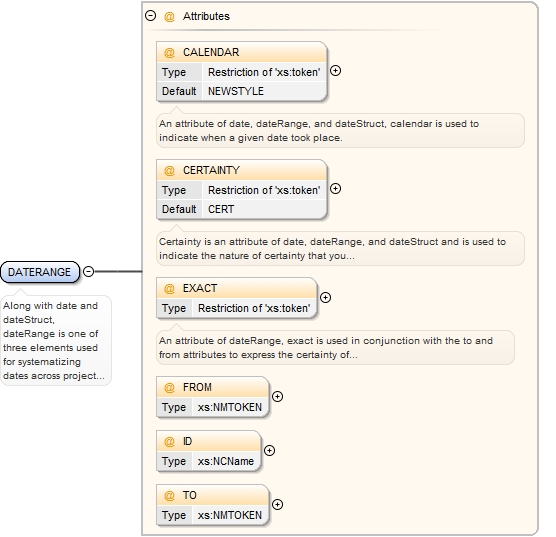 Attributes
@ CALENDAR
Type Restriction of 'xs:token'
Default NEWSTYLE
An attribute of date, dateRange, and dateStruct, calendar is used to
indicate when a given date took place.
@ CERTAINTY
Type Restriction of 'xs:token'
Default CERT
Certainty is an attribute of date, dateRange, and dateStruct and is used to
indicate the nature of certainty that you...
DATERANGE
Along with date and
dateStruct,
dateRange is one of
three elements used
for systematizing
dates across project...
@ EXACT
Type Restriction of 'xs:token'
An attribute of dateRange, exact is used in conjunction with the to and
from attributes to express the certainty of...
@ FROM
Type xs:NMTOKEN
@ ID
Type xs:NCName
@ TO
Type xs:NMTOKEN